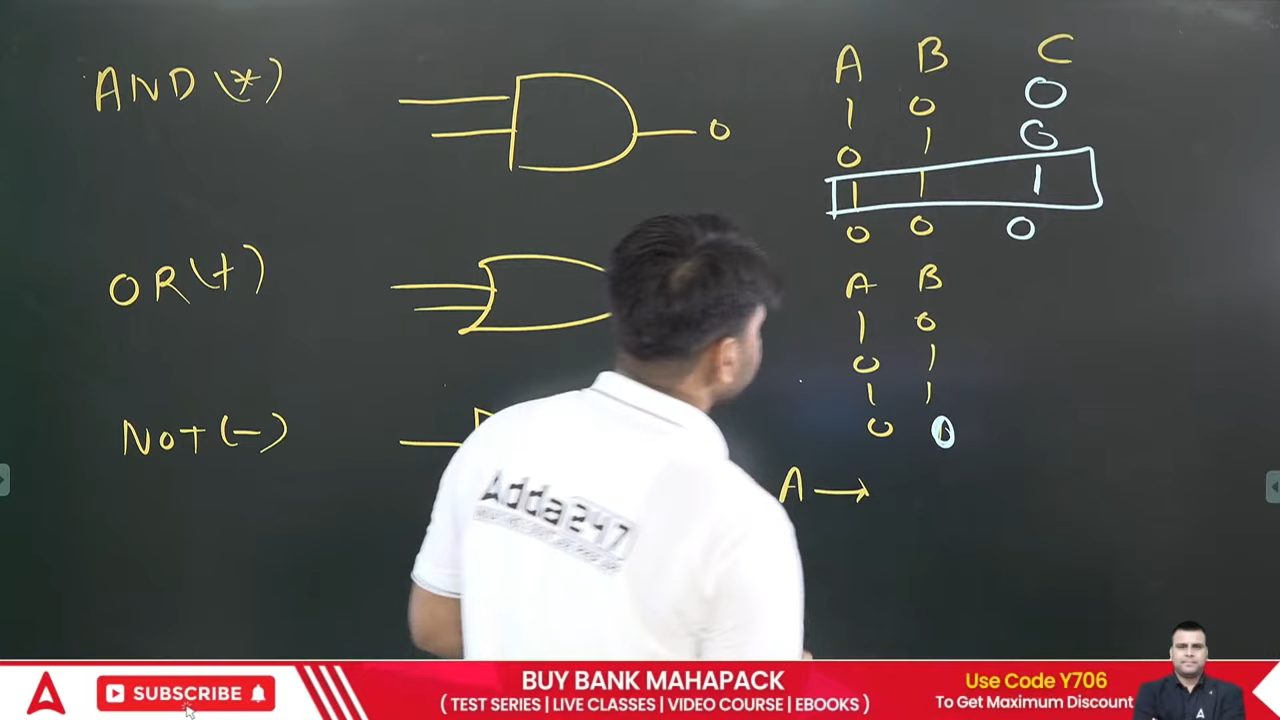 AND (*)
0
A B C
1 0 0
0 1 0
1 1 1
0 0 0
OR (+)
A B
1 0
0 1
1 1
0 0
NOT (-)
A →
Adda247
SUBSCRIBE
BUY BANK MAHAPACK
( TEST SERIES | LIVE CLASSES | VIDEO COURSE | EBOOKS )
Use Code Y706
To Get Maximum Discount